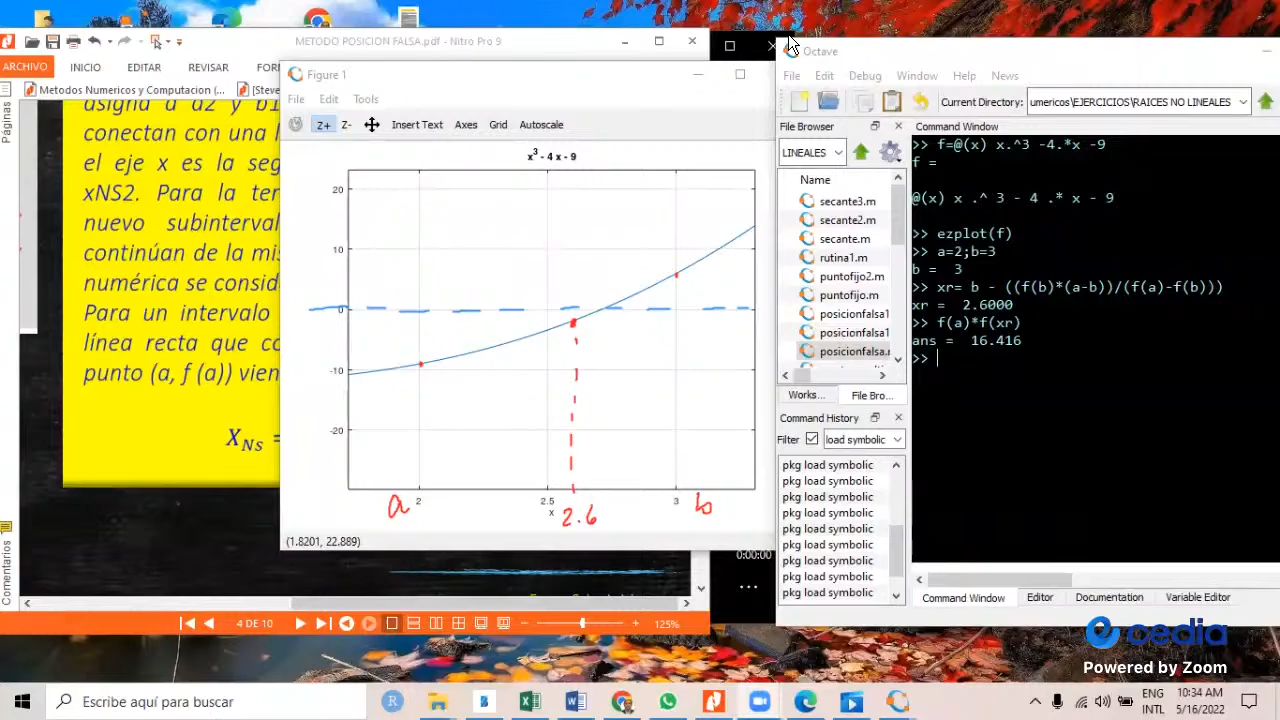 METODO POSICION FALSA.pdf - Nitro Pro 9
ARCHIVO INICIO EDITAR REVISAR
Metodos Numericos y Computacion (...
[Steve
Páginas
Comentarios
asigna a a2 y b1
conectan con una l
el eje x es la seg
xNS2. Para la ter
nuevo subinterval
continúan de la mis
numérica se consid
Para un intervalo
línea recta que co
punto (a, f (a)) vien
X_Ns =
4 DE 10
125%
Figure 1
File Edit Tools
Z+ Z- Insert Text Axes Grid Autoscale
x^3 - 4 x - 9
20
10
0
-10
-20
2 2.5 3
x
a 2.6 b
(1.8201, 22.889)
0:00:00
Octave
File Edit Debug Window Help News
Current Directory: umericos\EJERCICIOS\RAICES NO LINEALES
File Browser
LINEALES
Name
secante3.m
secante2.m
secante.m
rutina1.m
puntofijo2.m
puntofijo.m
posicionfalsa1
posicionfalsa1
posicionfalsa.
Works... File Bro...
Command History
Filter load symbolic
pkg load symbolic
pkg load symbolic
pkg load symbolic
pkg load symbolic
pkg load symbolic
pkg load symbolic
pkg load symbolic
pkg load symbolic
pkg load symbolic
Command Window
>> f=@(x) x.^3 -4.*x -9
f =
@(x) x .^ 3 - 4 .* x - 9
>> ezplot(f)
>> a=2;b=3
b = 3
>> xr= b - ((f(b)*(a-b))/(f(a)-f(b)))
xr = 2.6000
>> f(a)*f(xr)
ans = 16.416
>>
Command Window Editor Documentation Variable Editor
cedia
Powered by Zoom
Escribe aquí para buscar
ENG
INTL
10:34 AM
5/16/2022